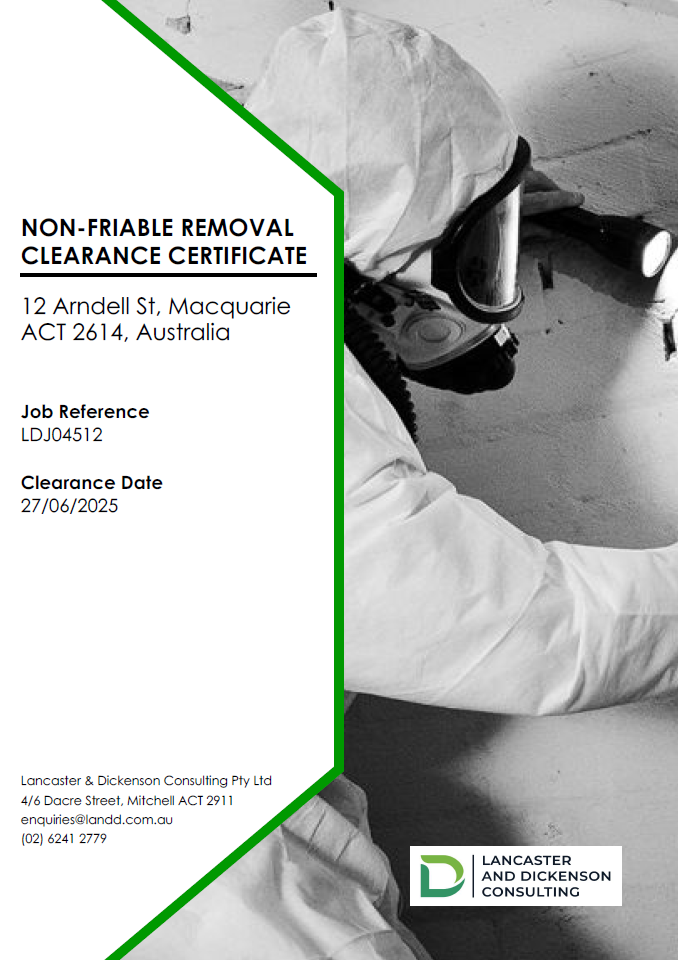 NON-FRIABLE REMOVAL
CLEARANCE CERTIFICATE
12 Arndell St, Macquarie
ACT 2614, Australia
Job Reference
LDJ04512
Clearance Date
27/06/2025
Lancaster & Dickenson Consulting Pty Ltd
4/6 Dacre Street, Mitchell ACT 2911
enquiries@landd.com.au
(02) 6241 2779
LANCASTER
AND DICKENSON
CONSULTING